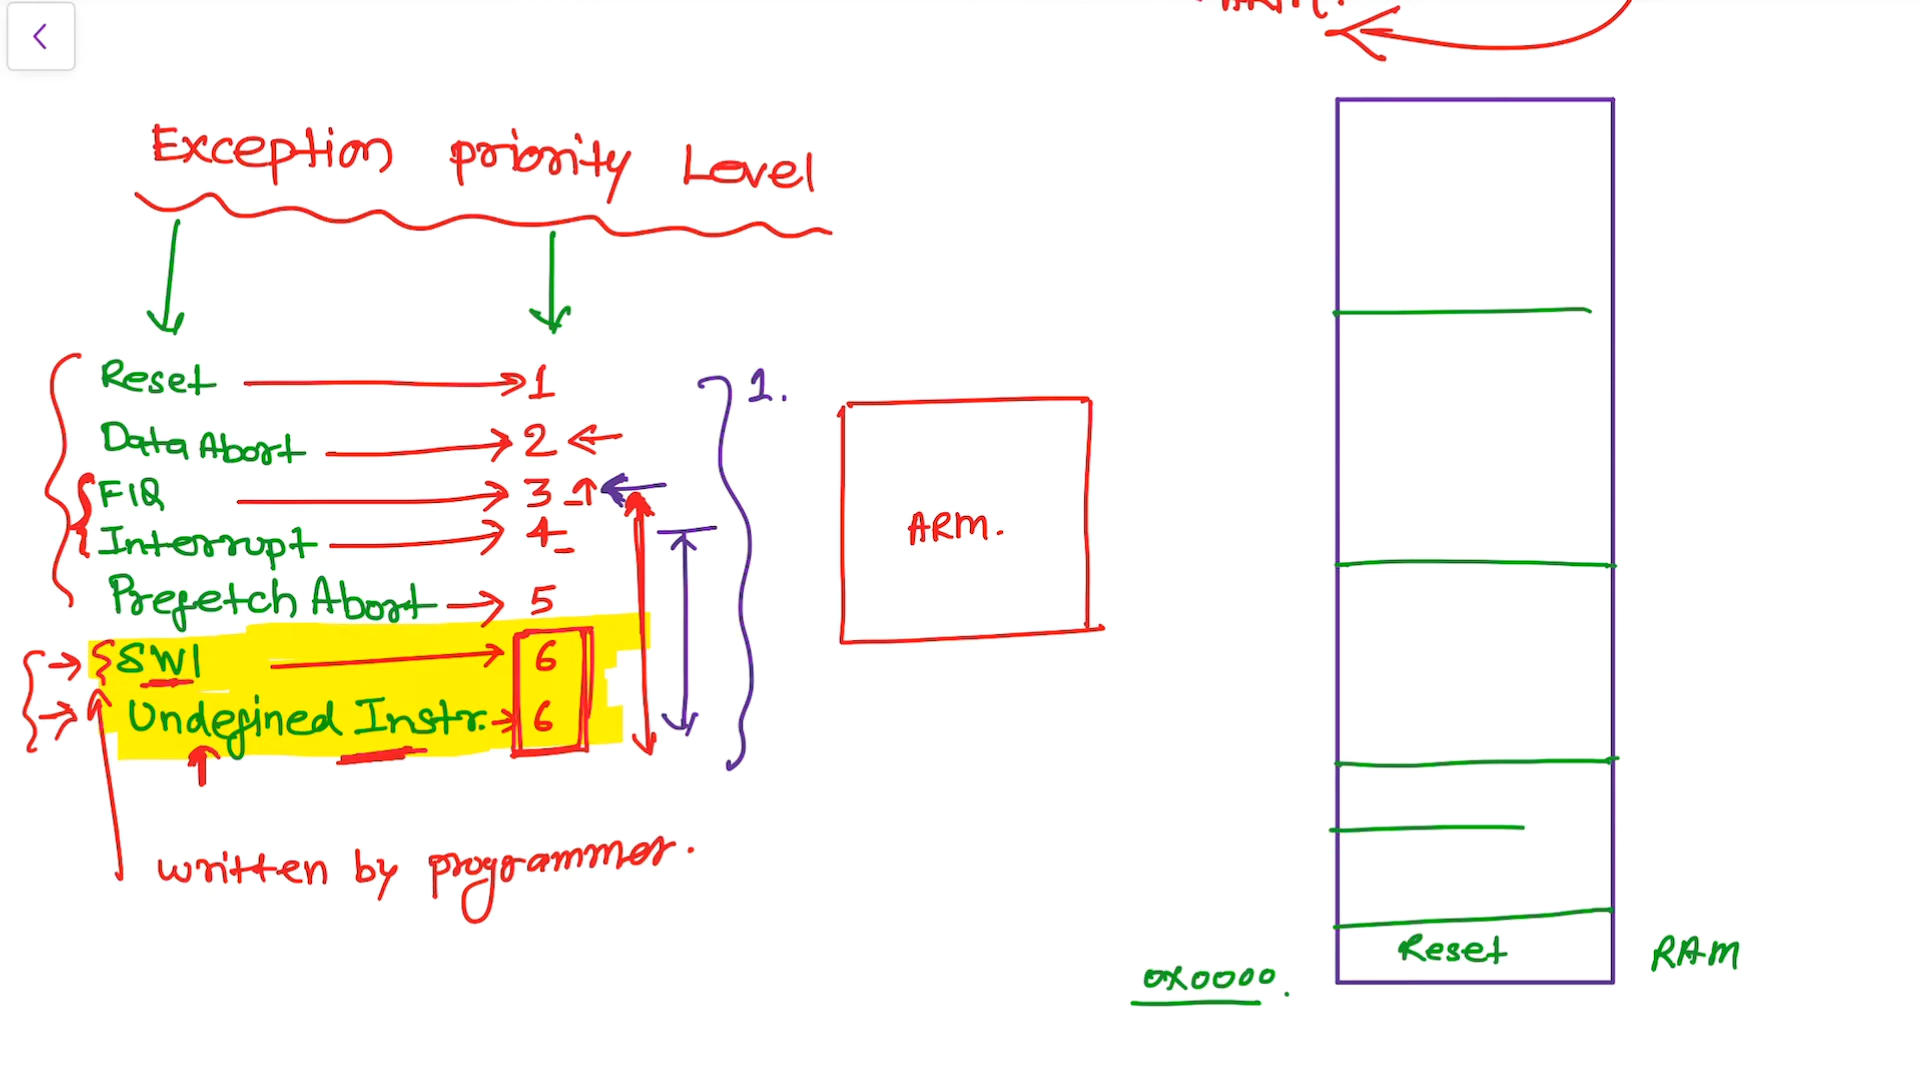 Exception priority Level
Reset → 1
Data Abort → 2
FIQ → 3
Interrupt → 4
Prefetch Abort → 5
SWI → 6
Undefined Instr. → 6
written by programmer.
1.
ARM.
ARM.
Reset
RAM
0x0000.